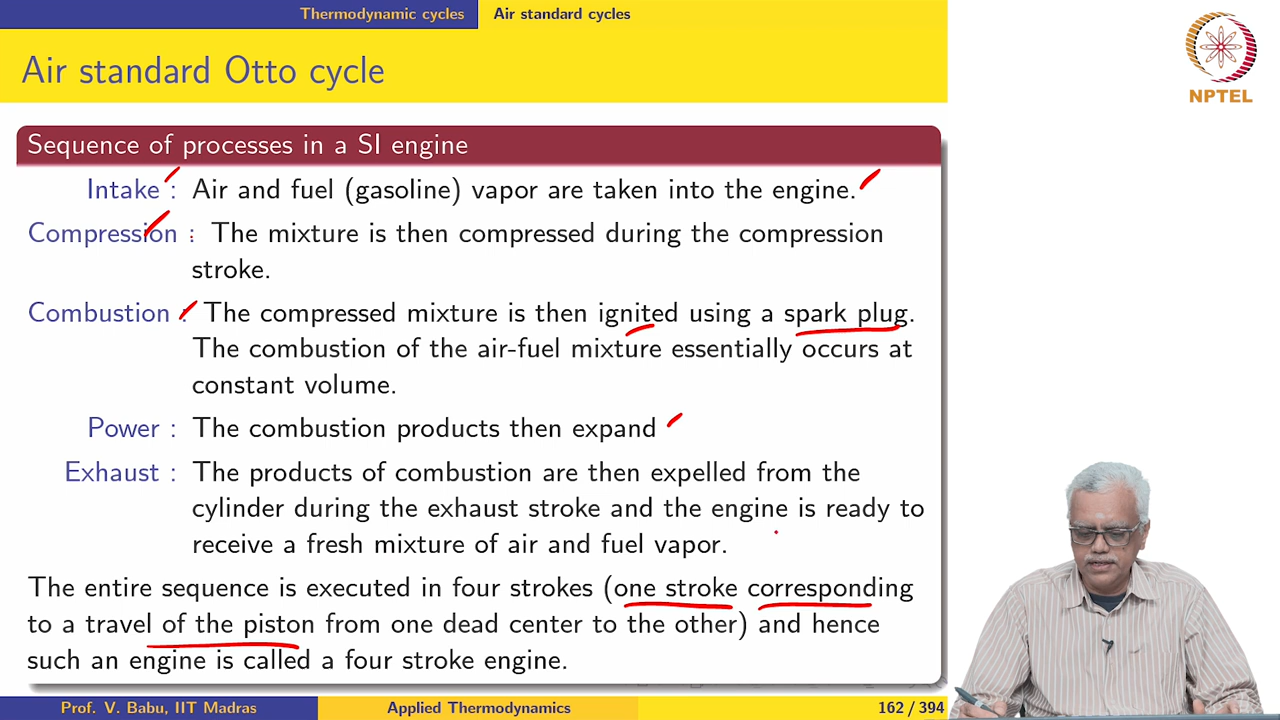 Thermodynamic cycles Air standard cycles
Air standard Otto cycle
NPTEL
Sequence of processes in a SI engine
Intake : Air and fuel (gasoline) vapor are taken into the engine.
Compression : The mixture is then compressed during the compression
stroke.
Combustion : The compressed mixture is then ignited using a spark plug.
The combustion of the air-fuel mixture essentially occurs at
constant volume.
Power : The combustion products then expand
Exhaust : The products of combustion are then expelled from the
cylinder during the exhaust stroke and the engine is ready to
receive a fresh mixture of air and fuel vapor.
The entire sequence is executed in four strokes (one stroke corresponding
to a travel of the piston from one dead center to the other) and hence
such an engine is called a four stroke engine.
Prof. V. Babu, IIT Madras Applied Thermodynamics 162 / 394